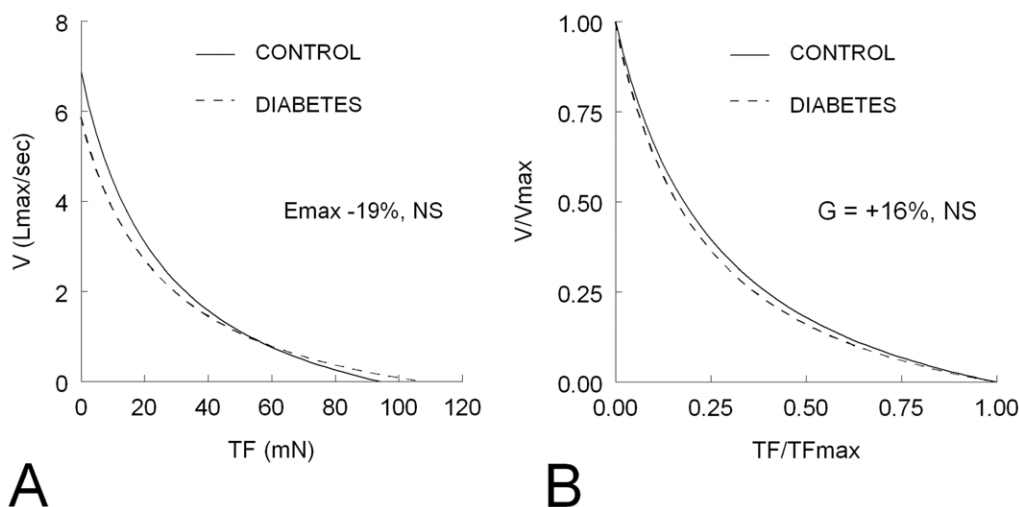 8
6
4
2
0
V (Lmax/sec)
CONTROL
DIABETES
Emax -19%, NS
0 20 40 60 80 100 120
TF (mN)
A
1.00
0.75
0.50
0.25
0.00
V/Vmax
CONTROL
DIABETES
G = +16%, NS
0.00 0.25 0.50 0.75 1.00
TF/TFmax
B